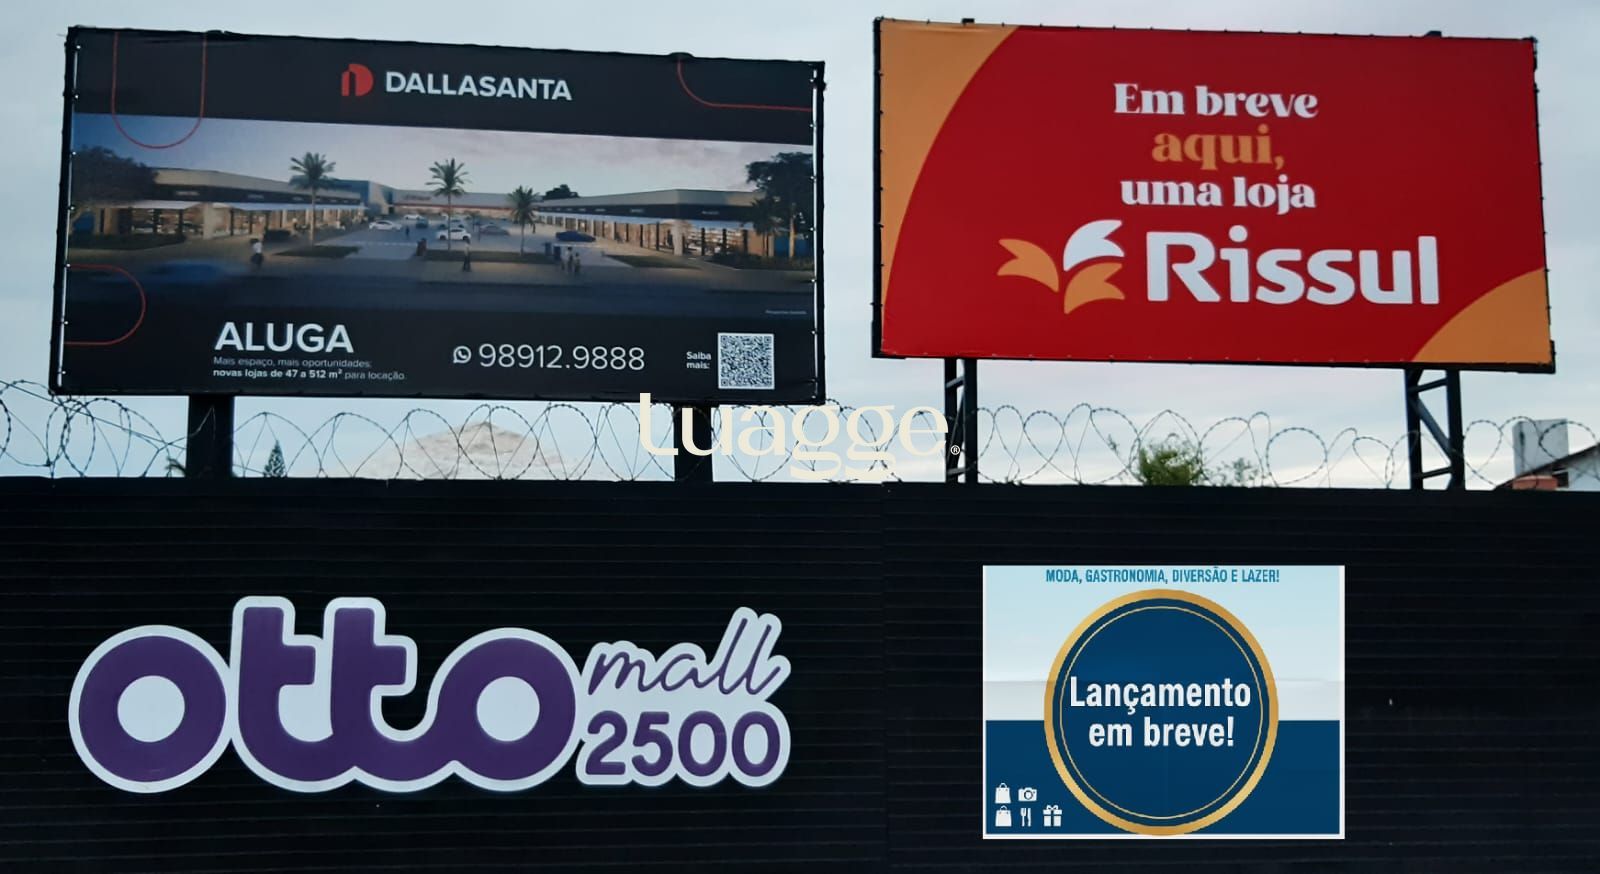 DALLASANTA
ALUGA
Mais espaço, mais oportunidades:
novas lojas de 47 a 512 m² para locação.
98912.9888
Saiba
mais:
Em breve
aqui,
uma loja
Rissul
Luagge®
otto mall
2500
MODA, GASTRONOMIA, DIVERSÃO E LAZER!
Lançamento
em breve!